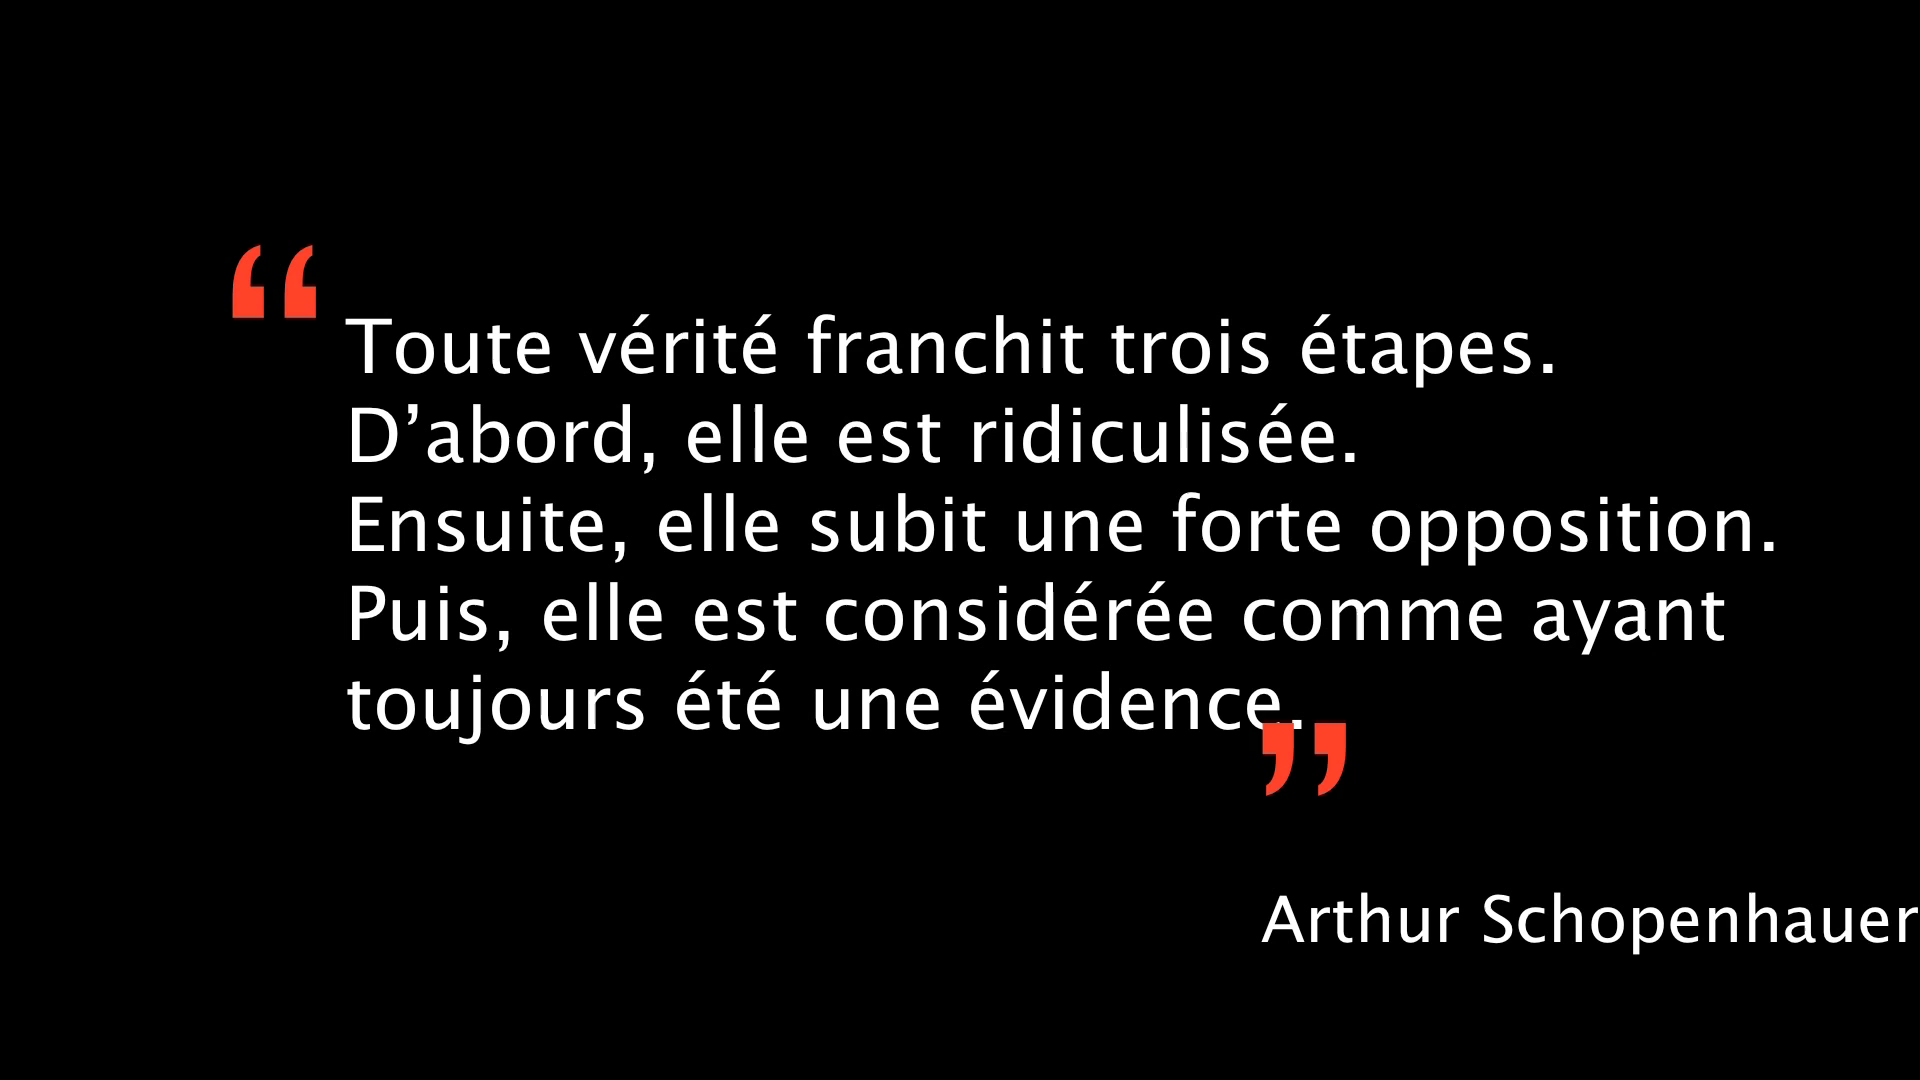 “
Toute vérité franchit trois étapes.
D’abord, elle est ridiculisée.
Ensuite, elle subit une forte opposition.
Puis, elle est considérée comme ayant
toujours été une évidence.
”
Arthur Schopenhauer